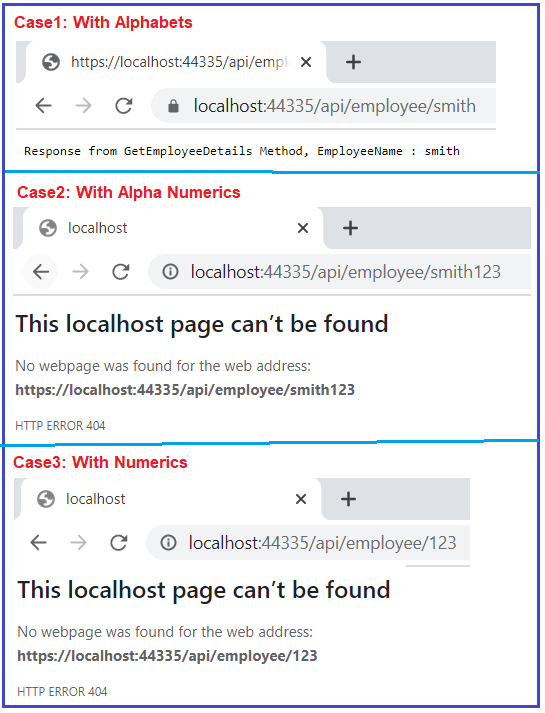 Case1: With Alphabets
https://localhost:44335/api/empl
localhost:44335/api/employee/smith
Response from GetEmployeeDetails Method, EmployeeName : smith
Case2: With Alpha Numerics
localhost
localhost:44335/api/employee/smith123
This localhost page can’t be found
No webpage was found for the web address:
https://localhost:44335/api/employee/smith123
HTTP ERROR 404
Case3: With Numerics
localhost
localhost:44335/api/employee/123
This localhost page can’t be found
No webpage was found for the web address:
https://localhost:44335/api/employee/123
HTTP ERROR 404